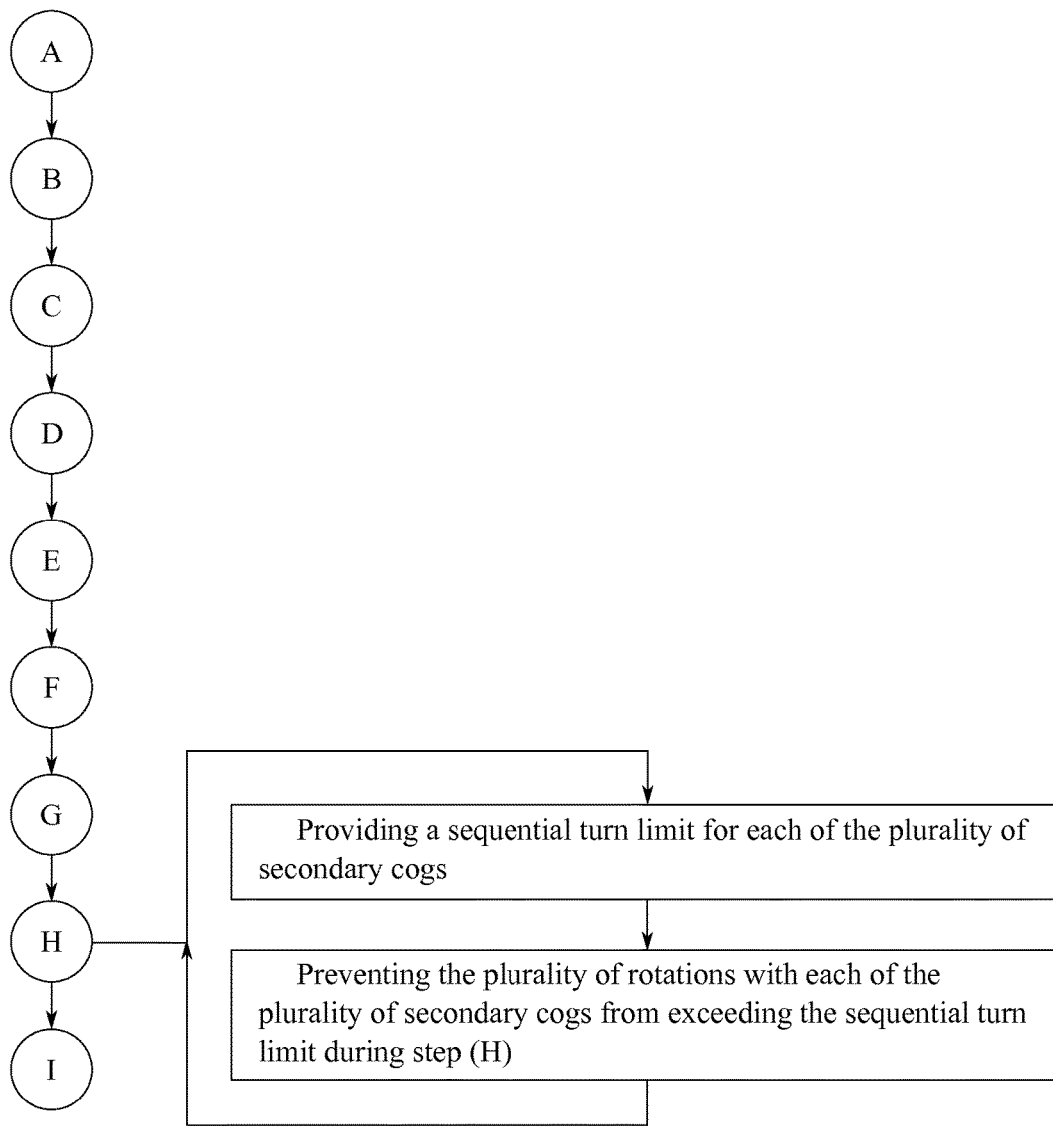 A
B
C
D
E
F
G
Providing a sequential turn limit for each of the plurality of
secondary cogs
H
Preventing the plurality of rotations with each of the
plurality of secondary cogs from exceeding the sequential turn
limit during step (H)
I